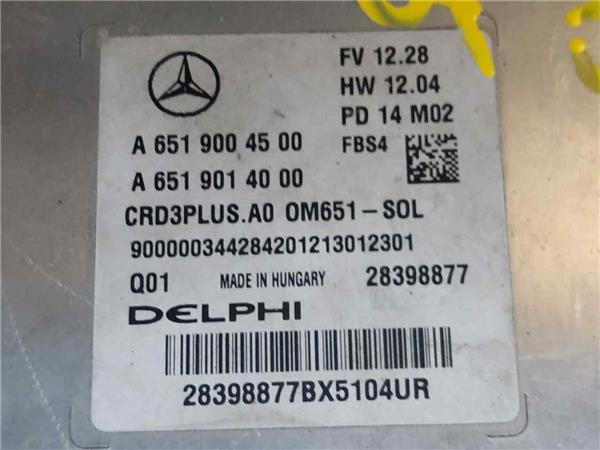 FV 12.28
HW 12.04
PD 14 M02
A 651 900 45 00
FBS4
A 651 901 40 00
CRD3PLUS.A0 OM651-SOL
900000344284201213012301
Q01 MADE IN HUNGARY 28398877
DELPHI
28398877BX5104UR